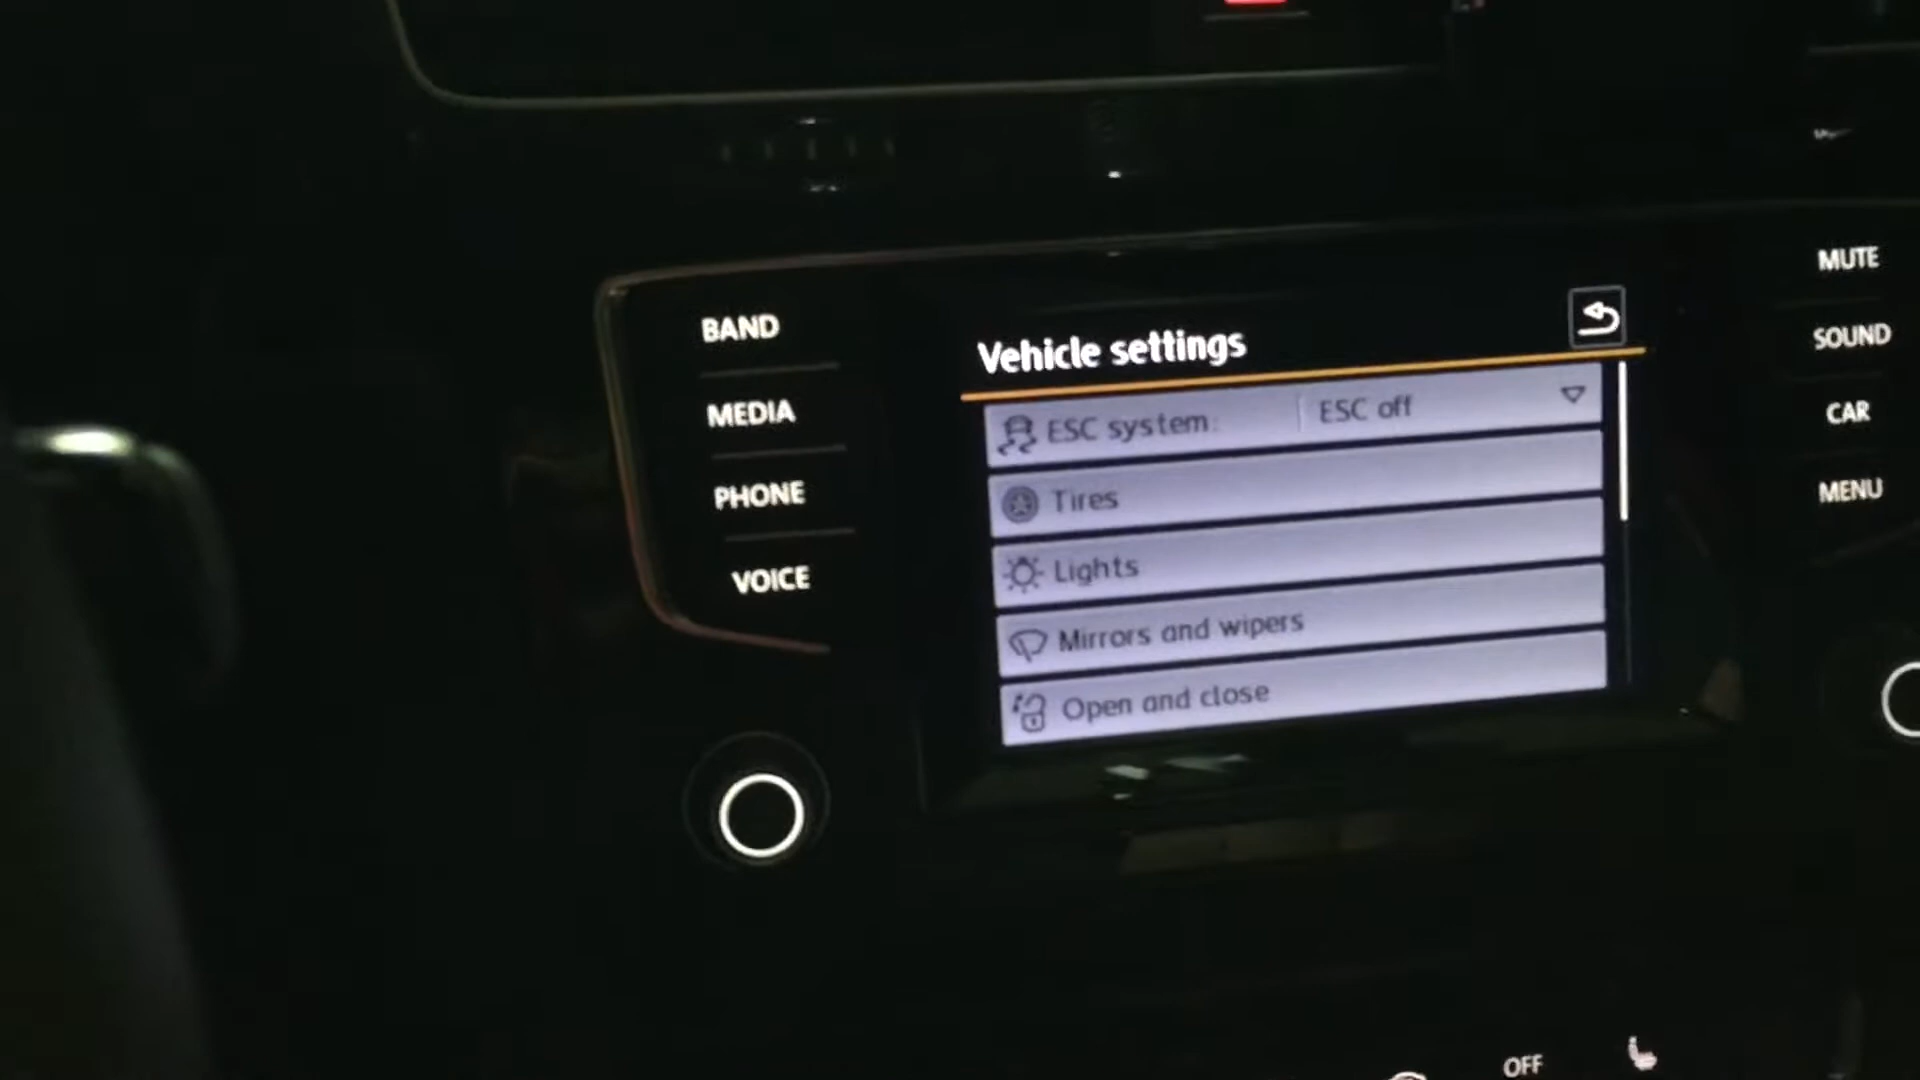 BAND
MEDIA
PHONE
VOICE
Vehicle settings
ESC system: ESC off
Tires
Lights
Mirrors and wipers
Open and close
MUTE
SOUND
CAR
MENU
OFF